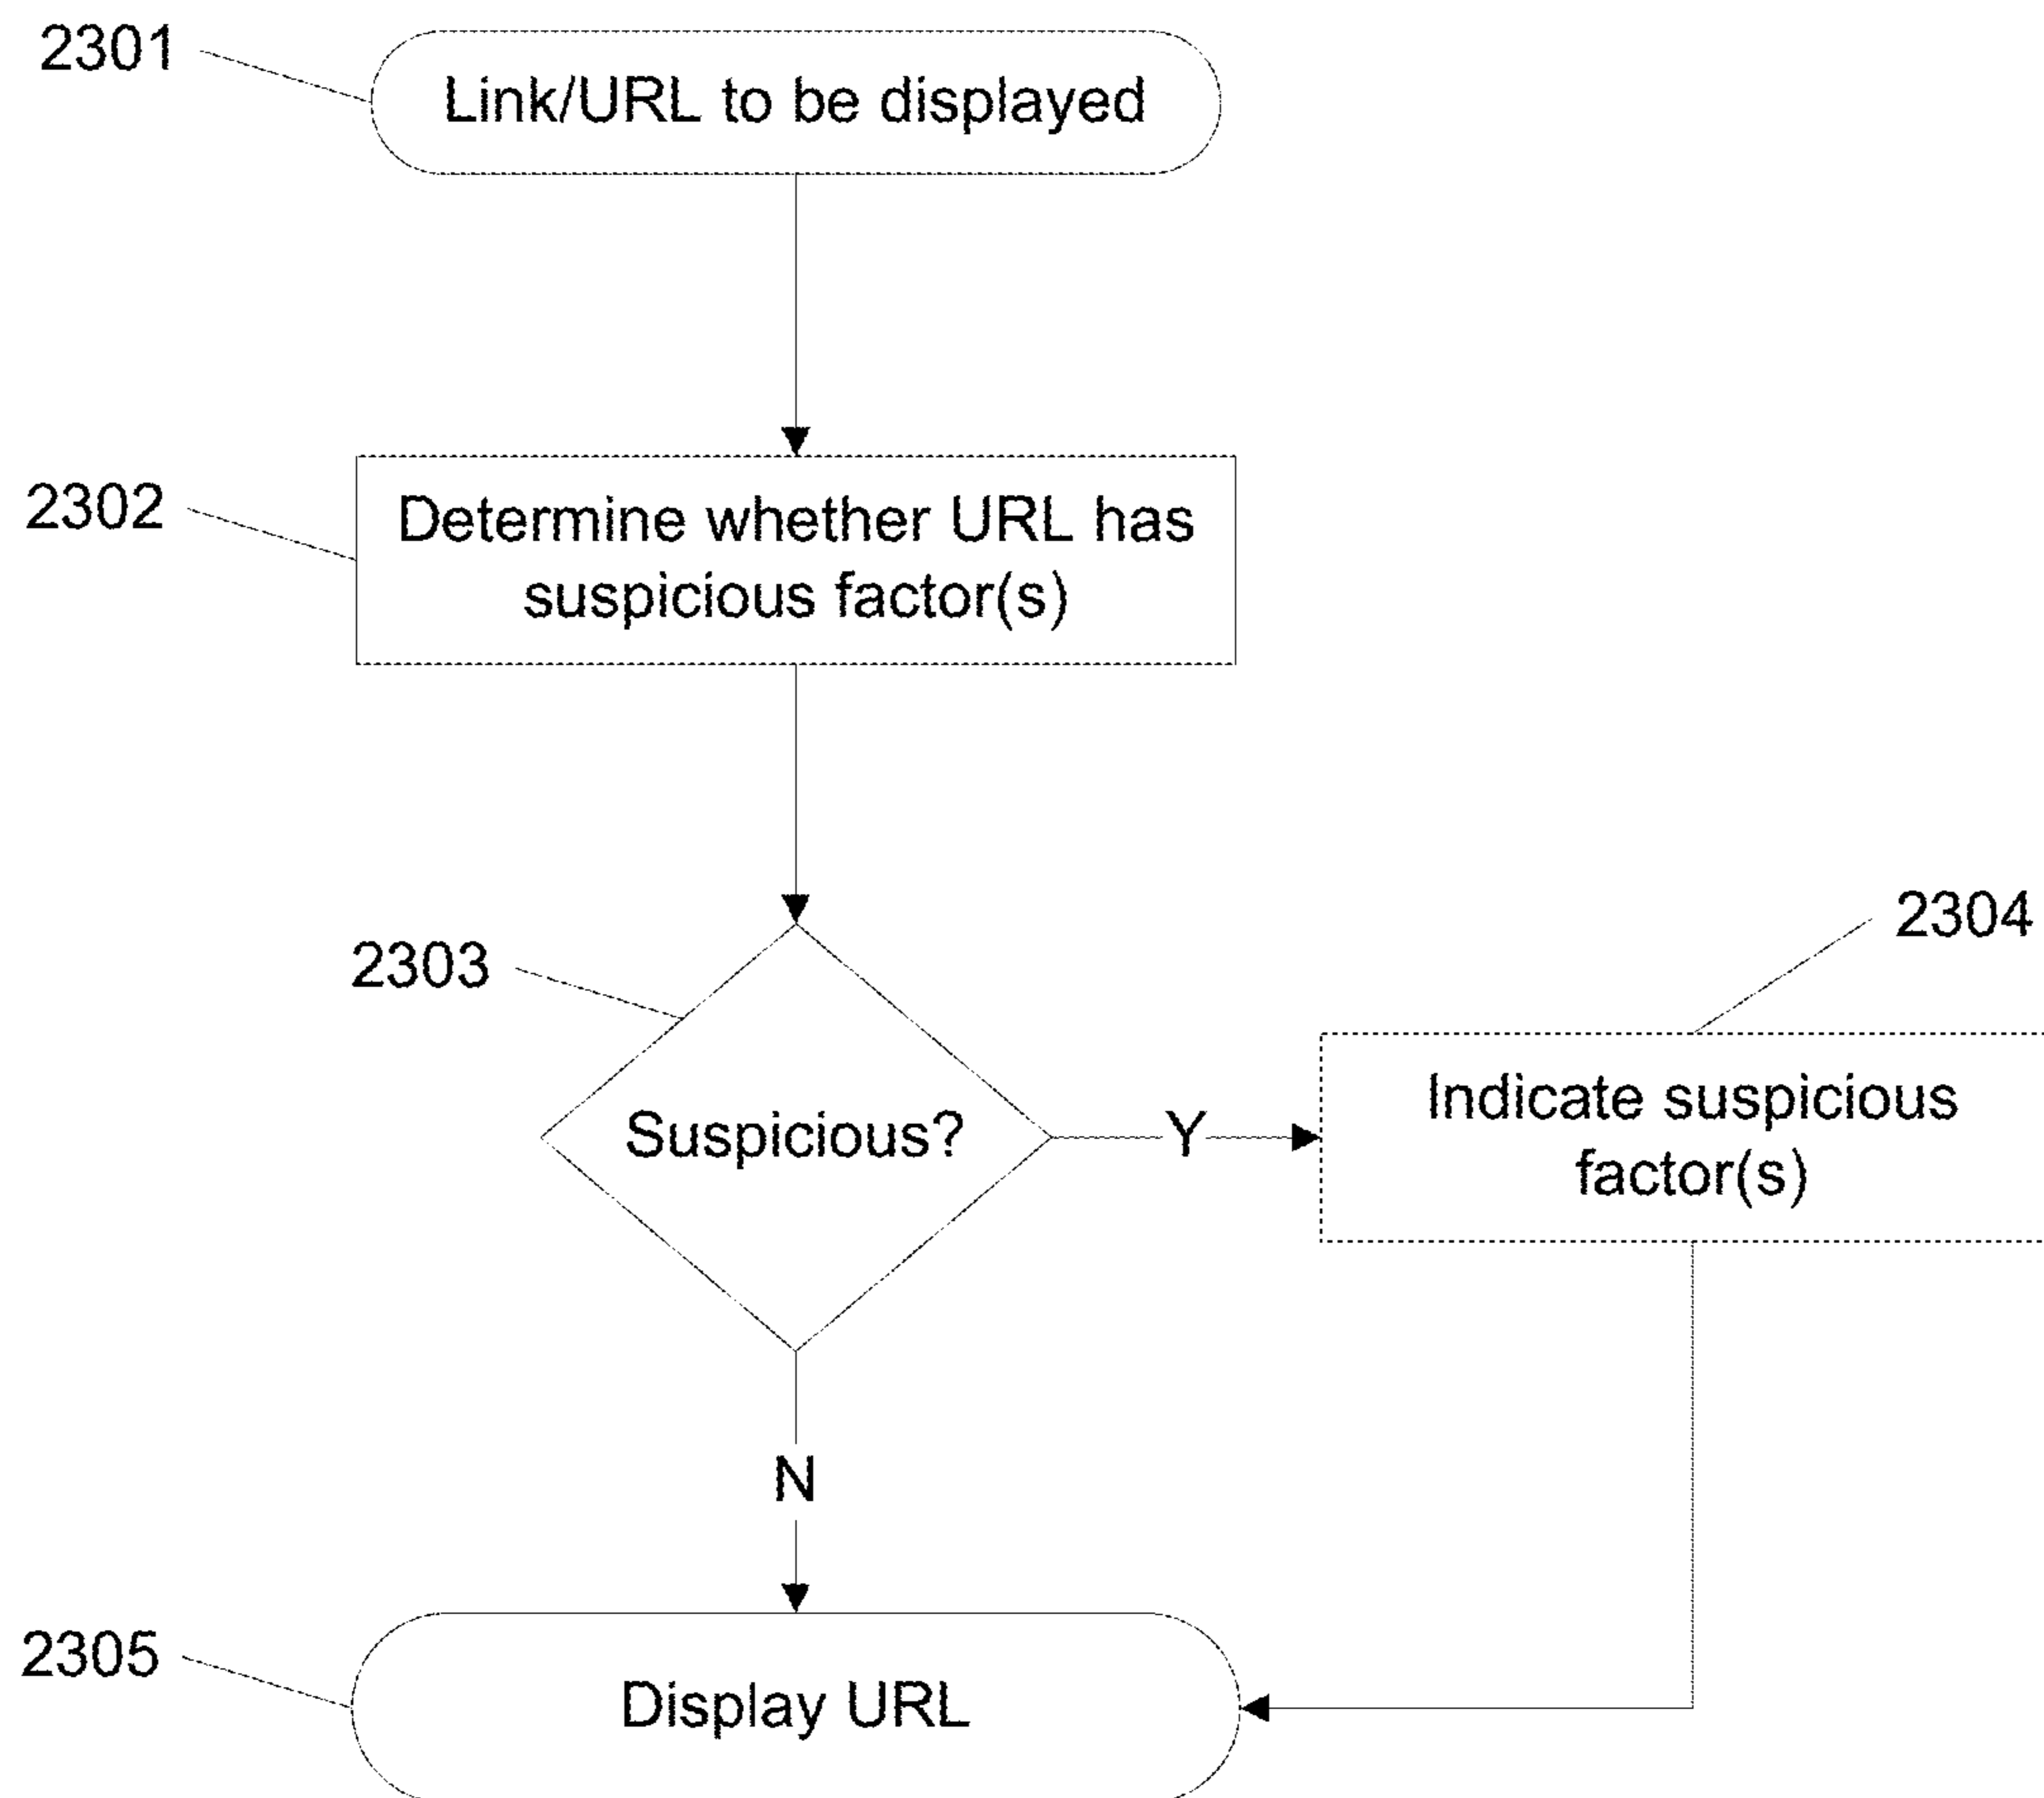 2301
Link/URL to be displayed
2302
Determine whether URL has
suspicious factor(s)
2303
Suspicious?
Y
2304
Indicate suspicious
factor(s)
N
2305
Display URL